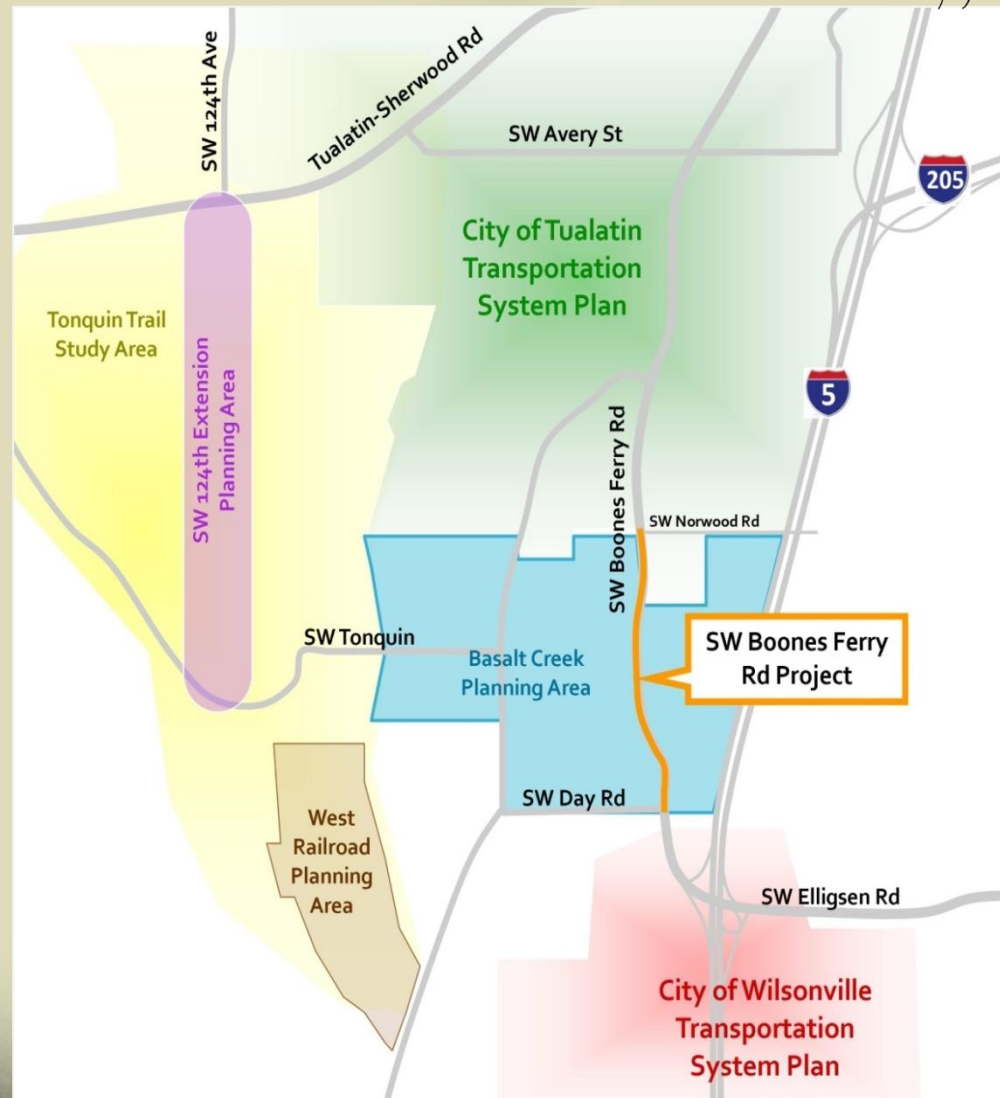 SW 124th Ave
Tualatin-Sherwood Rd
SW Avery St
205
City of Tualatin
Transportation
System Plan
Tonquin Trail
Study Area
SW 124th Extension
Planning Area
5
SW Boones Ferry Rd
SW Norwood Rd
SW Tonquin
Basalt Creek
Planning Area
SW Boones Ferry
Rd Project
SW Day Rd
West
Railroad
Planning
Area
SW Elligsen Rd
City of Wilsonville
Transportation
System Plan